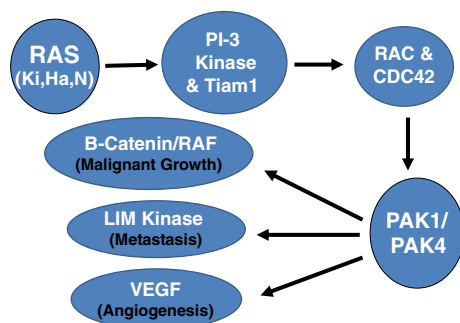 RAS
(Ki,Ha,N)
PI-3
Kinase
& Tiam1
RAC &
CDC42
B-Catenin/RAF
(Malignant Growth)
LIM Kinase
(Metastasis)
VEGF
(Angiogenesis)
PAK1/
PAK4